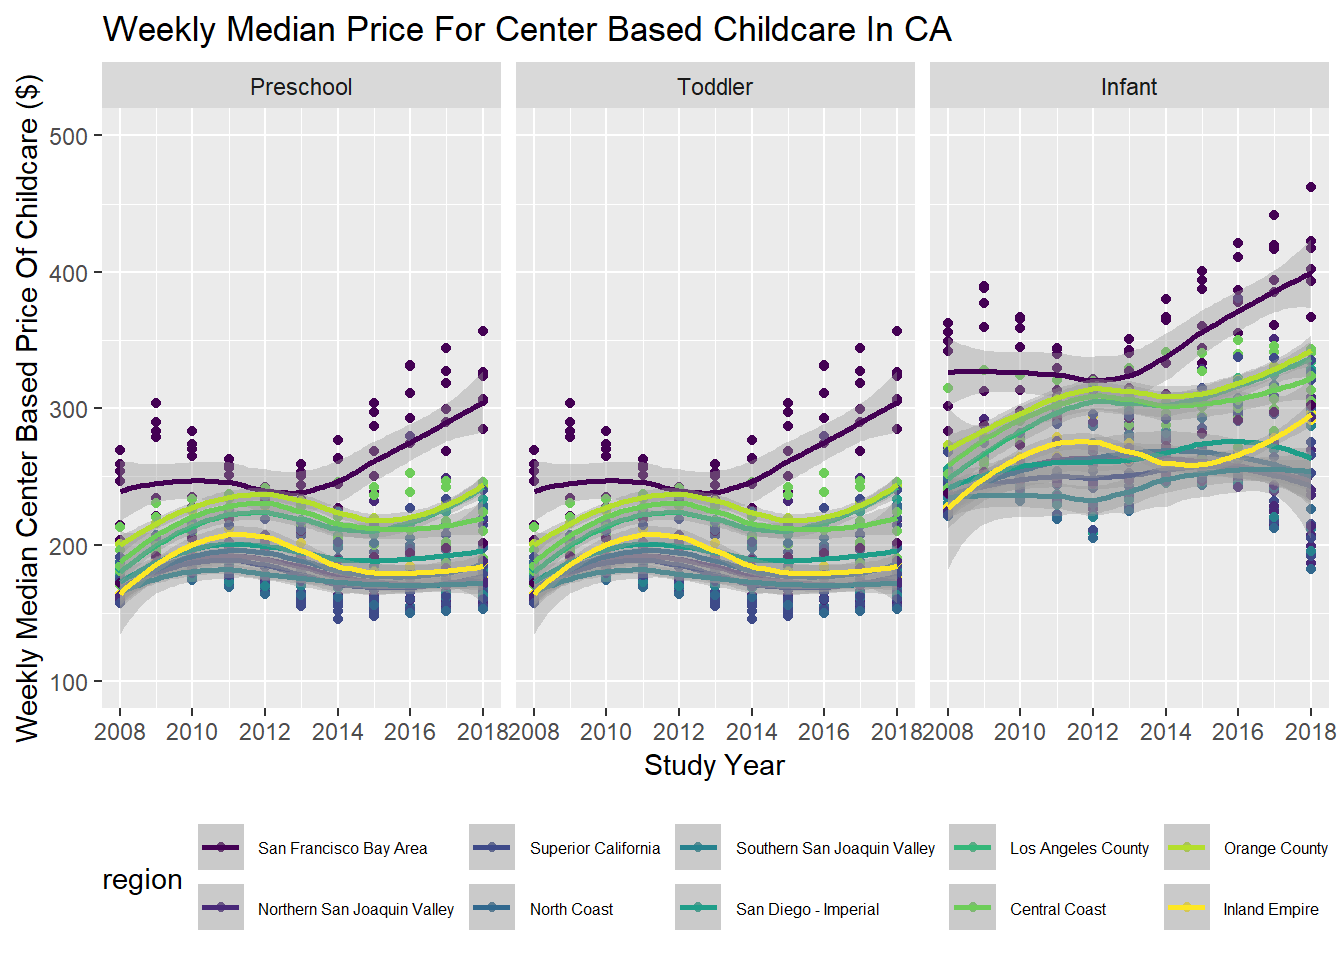 Weekly Median Price For Center Based Childcare In CA
Preschool Toddler Infant
Weekly Median Center Based Price Of Childcare ($)
500
400
300
200
100
2008 2010 2012 2014 2016 2018 2008 2010 2012 2014 2016 2018 2008 2010 2012 2014 2016 2018
Study Year
region
San Francisco Bay Area Superior California Southern San Joaquin Valley Los Angeles County Orange County
Northern San Joaquin Valley North Coast San Diego - Imperial Central Coast Inland Empire